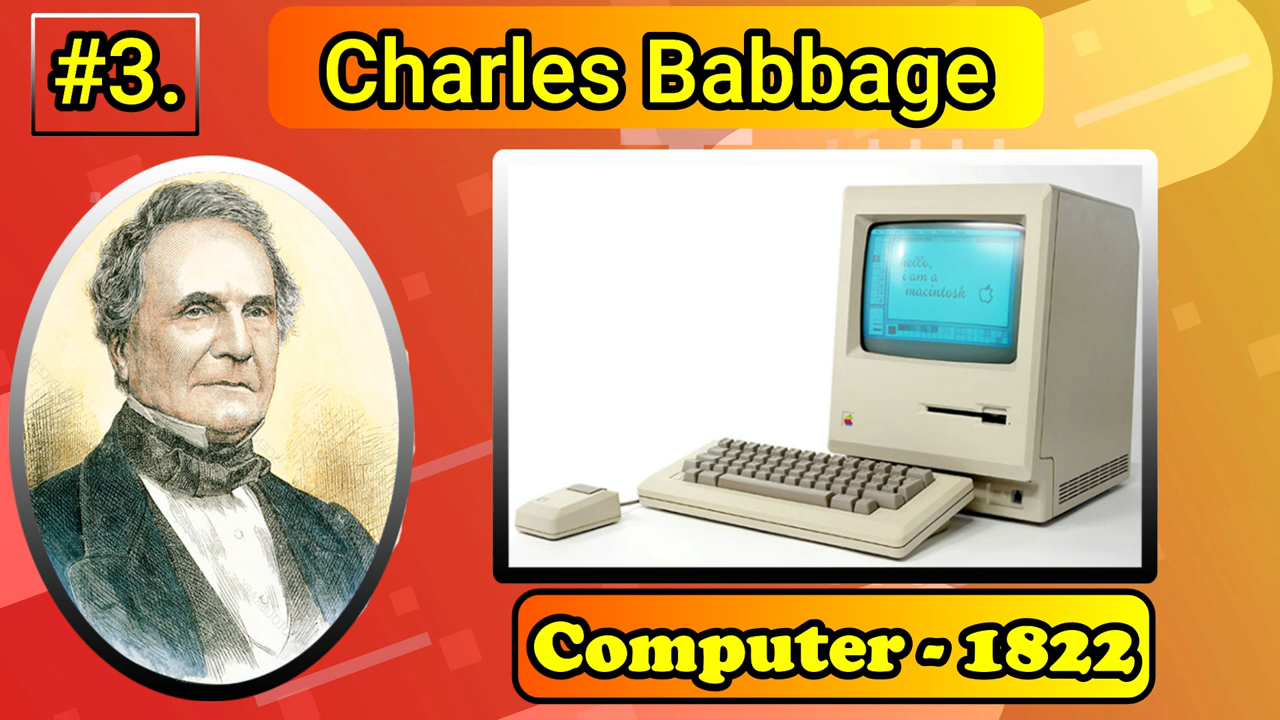 #3.
Charles Babbage
hello,
i am a
macintosh
Computer - 1822